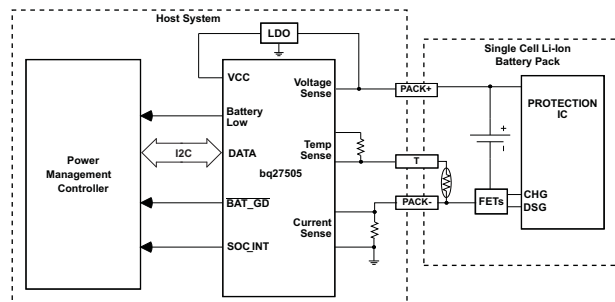 Host System
LDO
Single Cell Li-Ion
Battery Pack
VCC
Voltage
Sense
PACK+
PROTECTION
IC
Battery
Low
Temp
Sense
T
I2C
DATA
bq27505
Power
Management
Controller
+
BAT_GD
PACK-
FETs
CHG
DSG
Current
Sense
SOC_INT